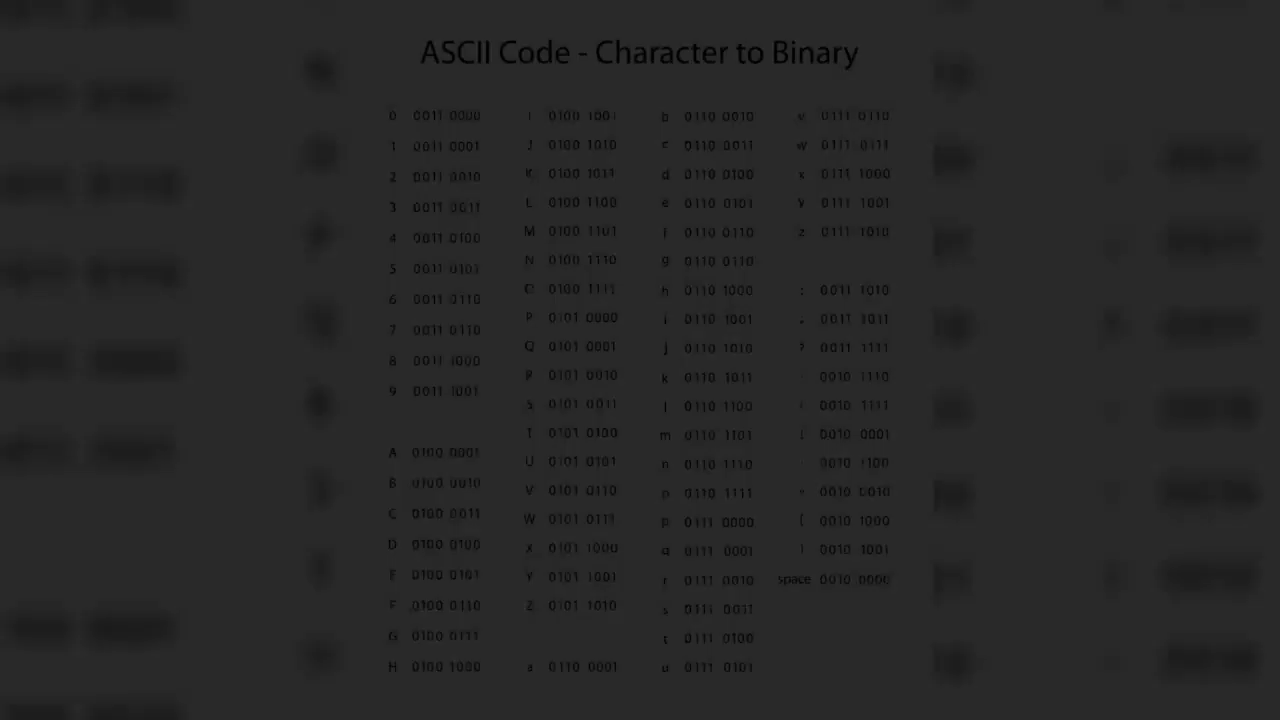 ASCII Code - Character to Binary
0 0011 0000
1 0011 0001
2 0011 0010
3 0011 0011
4 0011 0100
5 0011 0101
6 0011 0110
7 0011 0110
8 0011 1000
9 0011 1001
A 0100 0001
B 0100 0010
C 0100 0011
D 0100 0100
E 0100 0101
F 0100 0110
G 0100 0111
H 0100 1000
I 0100 1001
J 0100 1010
K 0100 1011
L 0100 1100
M 0100 1101
N 0100 1110
O 0100 1111
P 0101 0000
Q 0101 0001
R 0101 0010
S 0101 0011
T 0101 0100
U 0101 0101
V 0101 0110
W 0101 0111
X 0101 1000
Y 0101 1001
Z 0101 1010
a 0110 0001
b 0110 0010
c 0110 0011
d 0110 0100
e 0110 0101
f 0110 0110
g 0110 0110
h 0110 1000
i 0110 1001
j 0110 1010
k 0110 1011
l 0110 1100
m 0110 1101
n 0110 1110
o 0110 1111
p 0111 0000
q 0111 0001
r 0111 0010
s 0111 0011
t 0111 0100
u 0111 0101
v 0111 0110
w 0111 0111
x 0111 1000
y 0111 1001
z 0111 1010
: 0011 1010
; 0011 1011
? 0011 1111
. 0010 1110
0010 1111
! 0010 0001
, 0010 1100
" 0010 0010
( 0010 1000
) 0010 1001
space 0010 0000